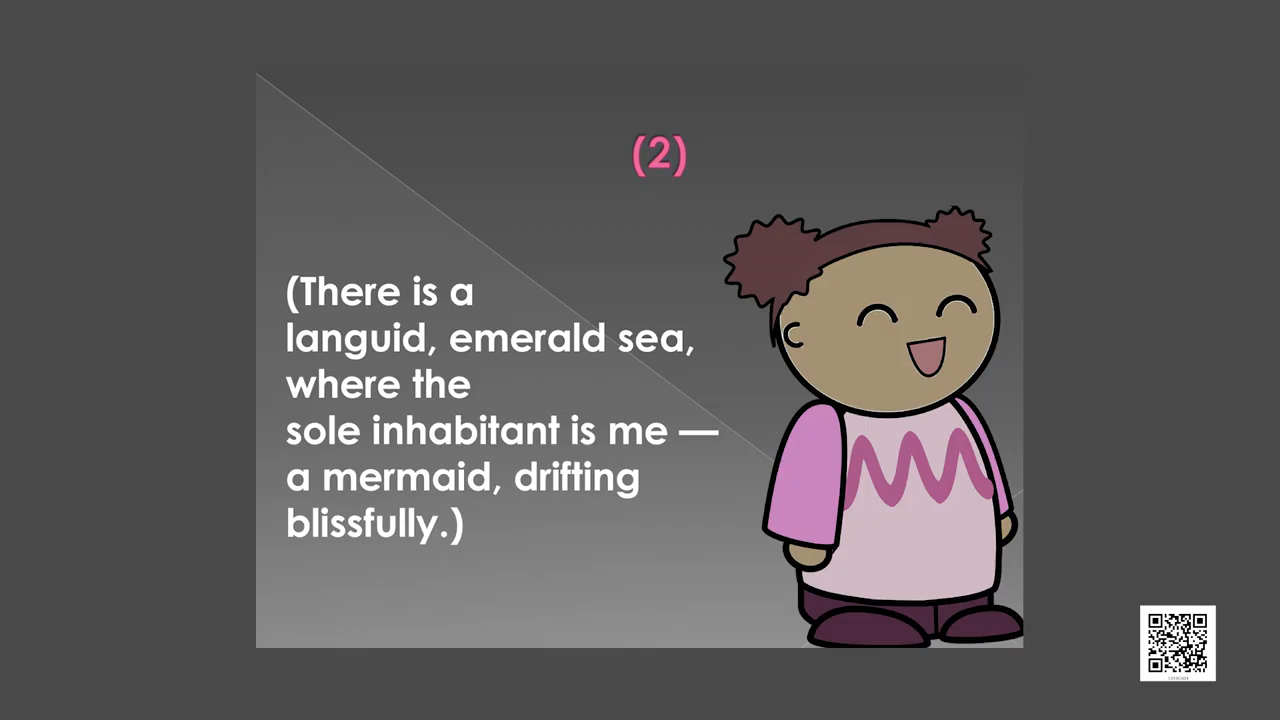 (2)
(There is a
languid, emerald sea,
where the
sole inhabitant is me —
a mermaid, drifting
blissfully.)